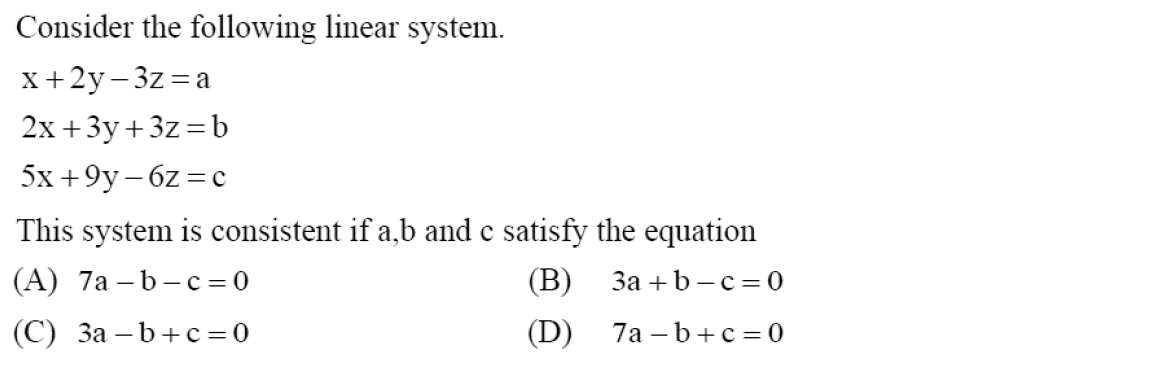 Consider the following linear system.
x + 2y – 3z = a
2x + 3y + 3z = b
5x + 9y – 6z = c
This system is consistent if a,b and c satisfy the equation
(A) 7a – b – c = 0 (B) 3a + b – c = 0
(C) 3a – b + c = 0 (D) 7a – b + c = 0